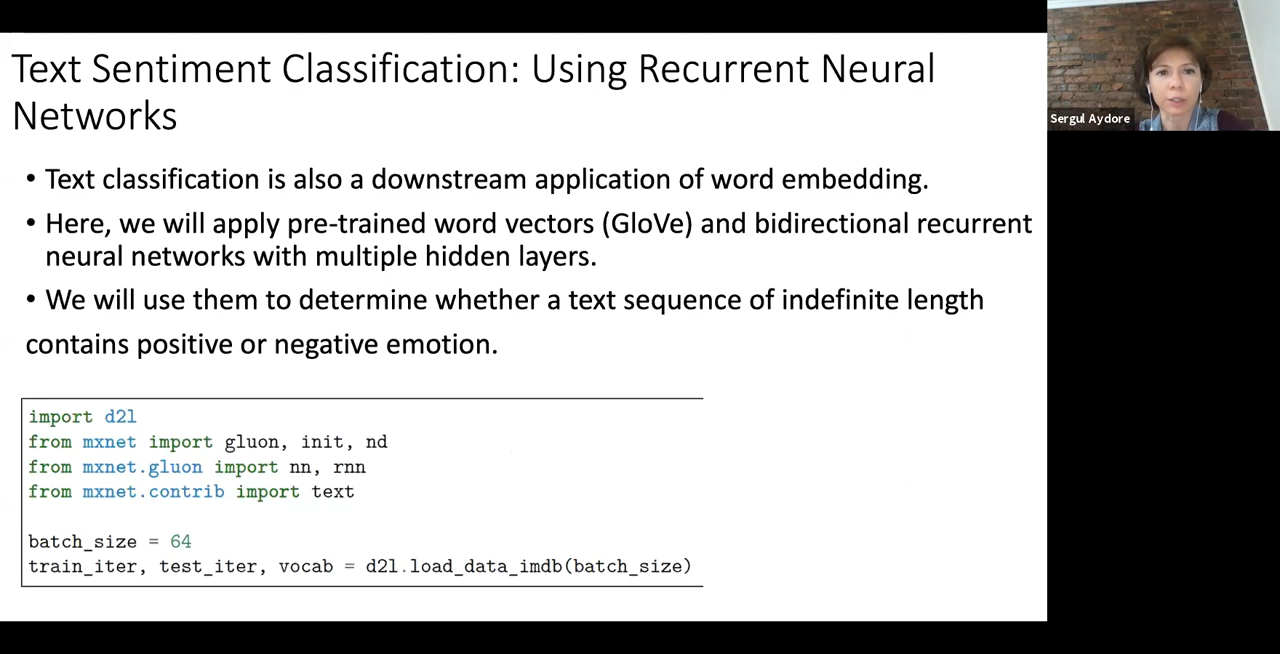 Text Sentiment Classification: Using Recurrent Neural
Networks
• Text classification is also a downstream application of word embedding.
• Here, we will apply pre-trained word vectors (GloVe) and bidirectional recurrent
neural networks with multiple hidden layers.
• We will use them to determine whether a text sequence of indefinite length
contains positive or negative emotion.
import d2l
from mxnet import gluon, init, nd
from mxnet.gluon import nn, rnn
from mxnet.contrib import text
batch_size = 64
train_iter, test_iter, vocab = d2l.load_data_imdb(batch_size)
Sergul Aydore